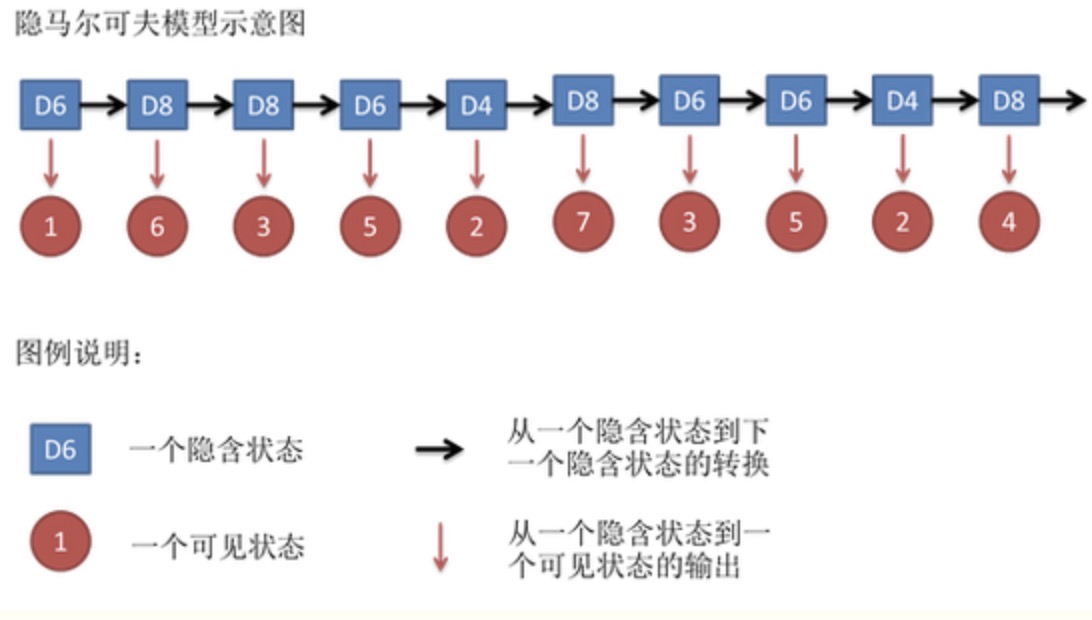 隐马尔可夫模型示意图
D6 D8 D8 D6 D4 D8 D6 D6 D4 D8
1 6 3 5 2 7 3 5 2 4
图例说明：
D6 一个隐含状态 从一个隐含状态到下
一个隐含状态的转换
1 一个可见状态 从一个隐含状态到一
个可见状态的输出